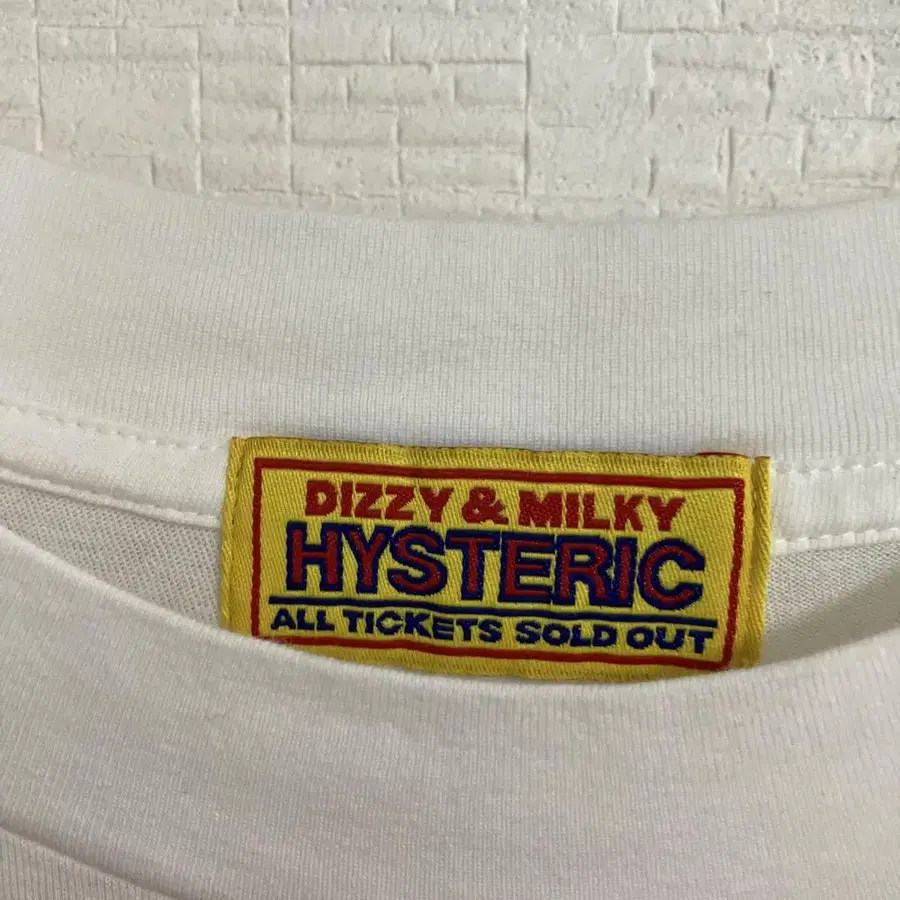 DIZZY & MILKY
HYSTERIC
ALL TICKETS SOLD OUT